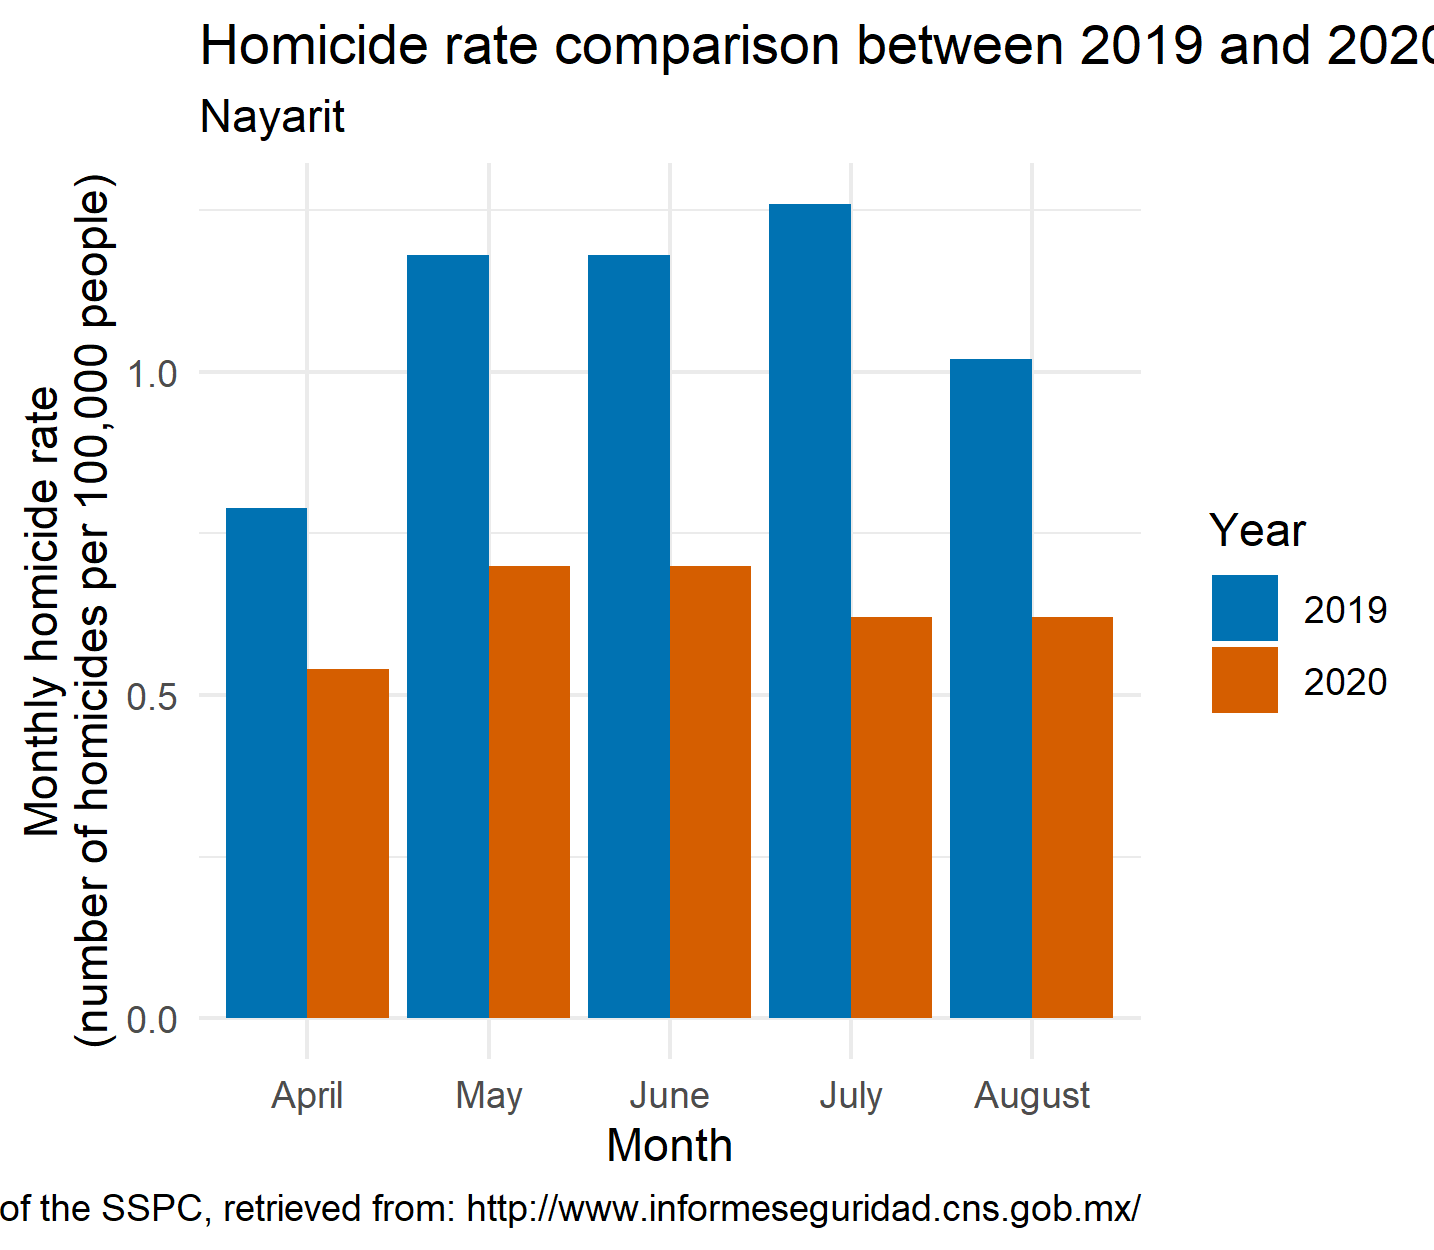 Homicide rate comparison between 2019 and 2020
Nayarit
Monthly homicide rate
(number of homicides per 100,000 people)
1.0
0.5
0.0
April May June July August
Month
Year
2019
2020
of the SSPC, retrieved from: http://www.informeseguridad.cns.gob.mx/